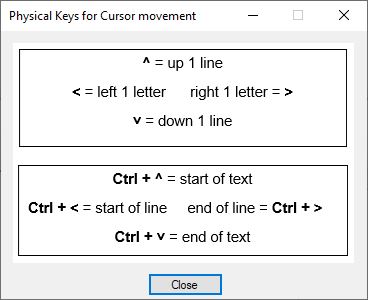 Physical Keys for Cursor movement
^ = up 1 line
< = left 1 letter right 1 letter = >
v = down 1 line
Ctrl + ^ = start of text
Ctrl + < = start of line end of line = Ctrl + >
Ctrl + v = end of text
Close